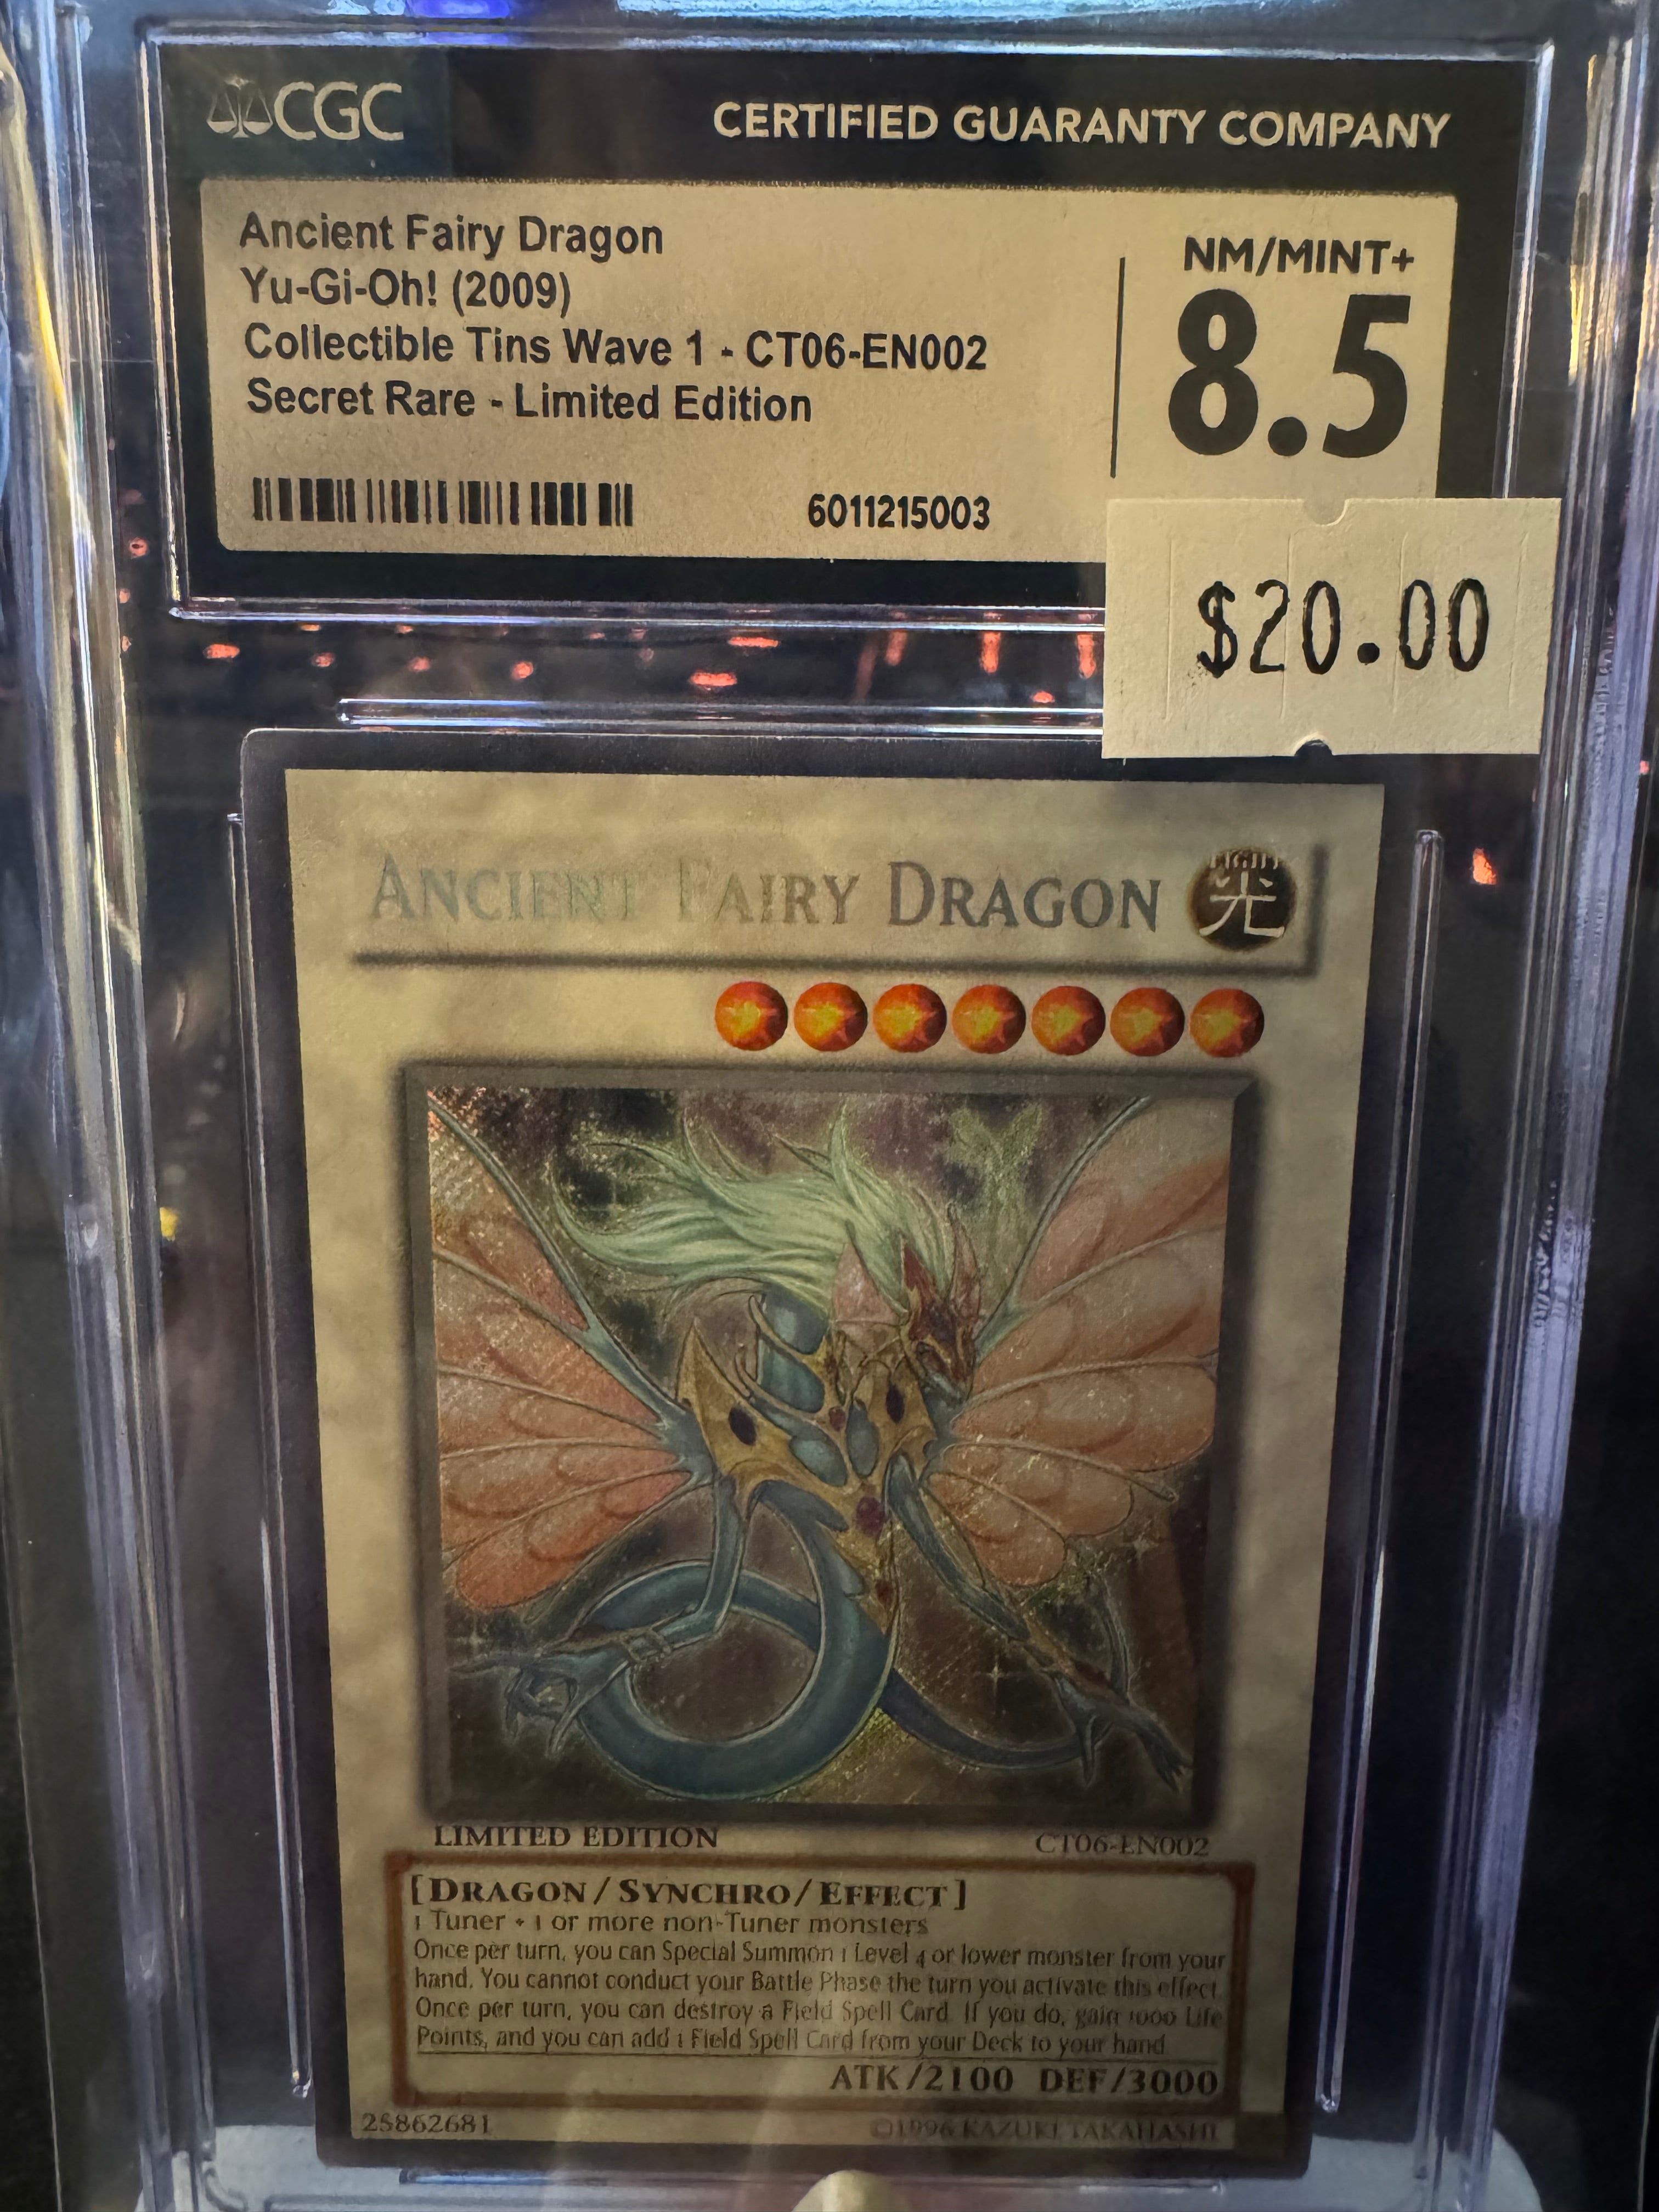 CGC
CERTIFIED GUARANTY COMPANY
Ancient Fairy Dragon
Yu-Gi-Oh! (2009)
Collectible Tins Wave 1 - CT06-EN002
Secret Rare - Limited Edition
6011215003
NM/MINT+
8.5
$20.00
ANCIENT FAIRY DRAGON
LIGHT
光
LIMITED EDITION
CT06-EN002
[DRAGON/SYNCHRO/EFFECT]
1 Tuner + 1 or more non-Tuner monsters
Once per turn, you can Special Summon 1 Level 4 or lower monster from your
hand. You cannot conduct your Battle Phase the turn you activate this effect.
Once per turn, you can destroy a Field Spell Card. If you do, gain 1000 Life
Points, and you can add 1 Field Spell Card from your Deck to your hand.
ATK/2100 DEF/3000
25862681
©1996 KAZUKI TAKAHASHI